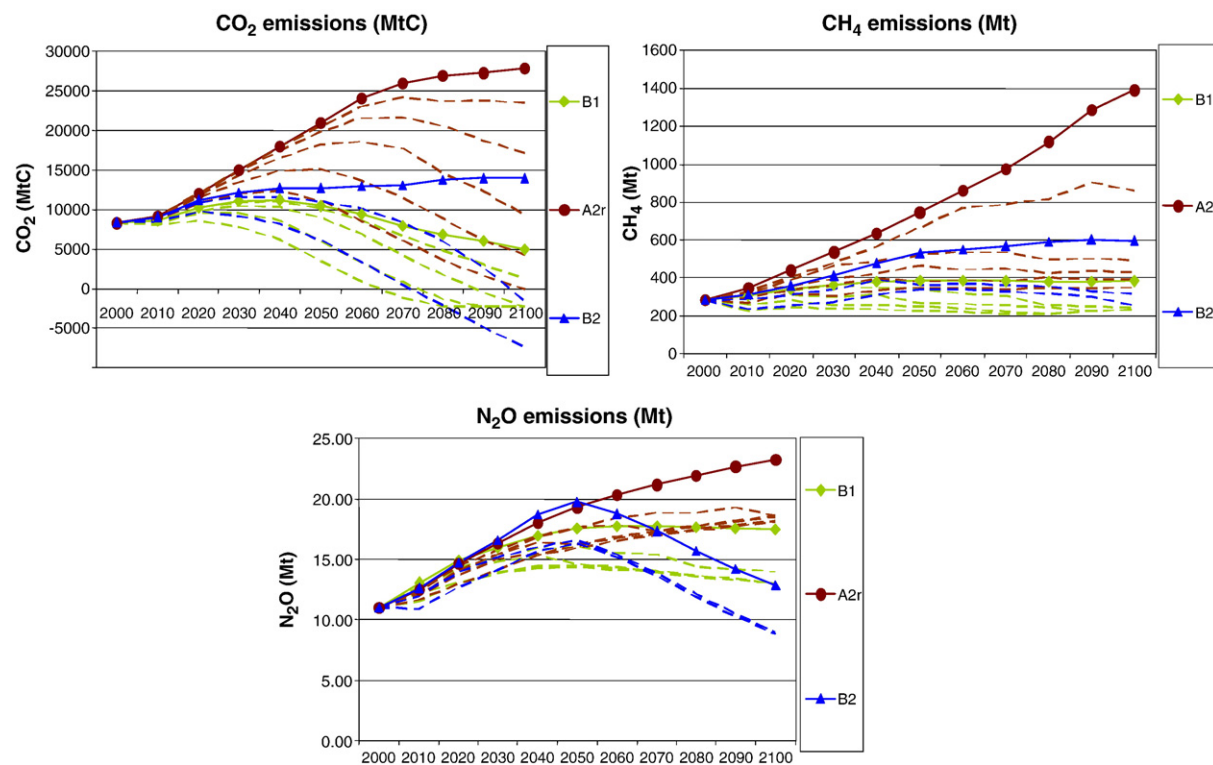 CO₂ emissions (MtC)
CO₂ (MtC)
30000
25000
20000
15000
10000
5000
0
-5000
2000 2010 2020 2030 2040 2050 2060 2070 2080 2090 2100
B1
A2r
B2
CH₄ emissions (Mt)
CH₄ (Mt)
1600
1400
1200
1000
800
600
400
200
0
2000 2010 2020 2030 2040 2050 2060 2070 2080 2090 2100
B1
A2
B2
N₂O emissions (Mt)
N₂O (Mt)
25.00
20.00
15.00
10.00
5.00
0.00
2000 2010 2020 2030 2040 2050 2060 2070 2080 2090 2100
B1
A2r
B2